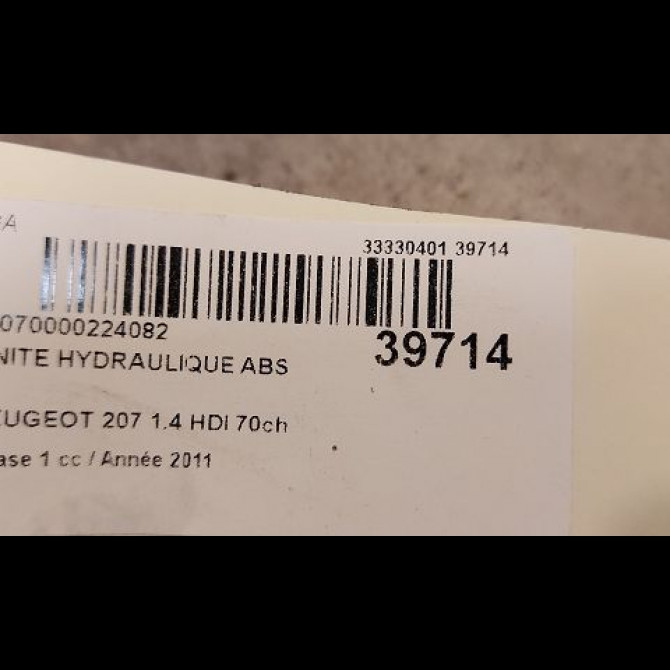 33330401 39714
070000224082
39714
NITE HYDRAULIQUE ABS
EUGEOT 207 1.4 HDI 70ch
ase 1 cc / Année 2011